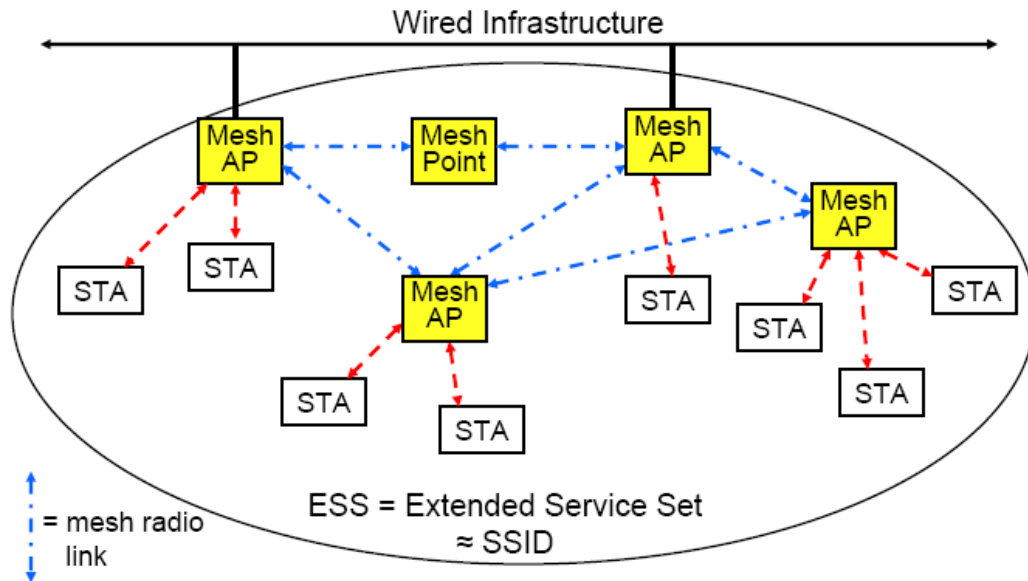 Wired Infrastructure
Mesh
AP
Mesh
Point
Mesh
AP
Mesh
AP
STA
STA
Mesh
AP
STA
STA
STA
STA
STA
STA
ESS = Extended Service Set
≈ SSID
= mesh radio
link